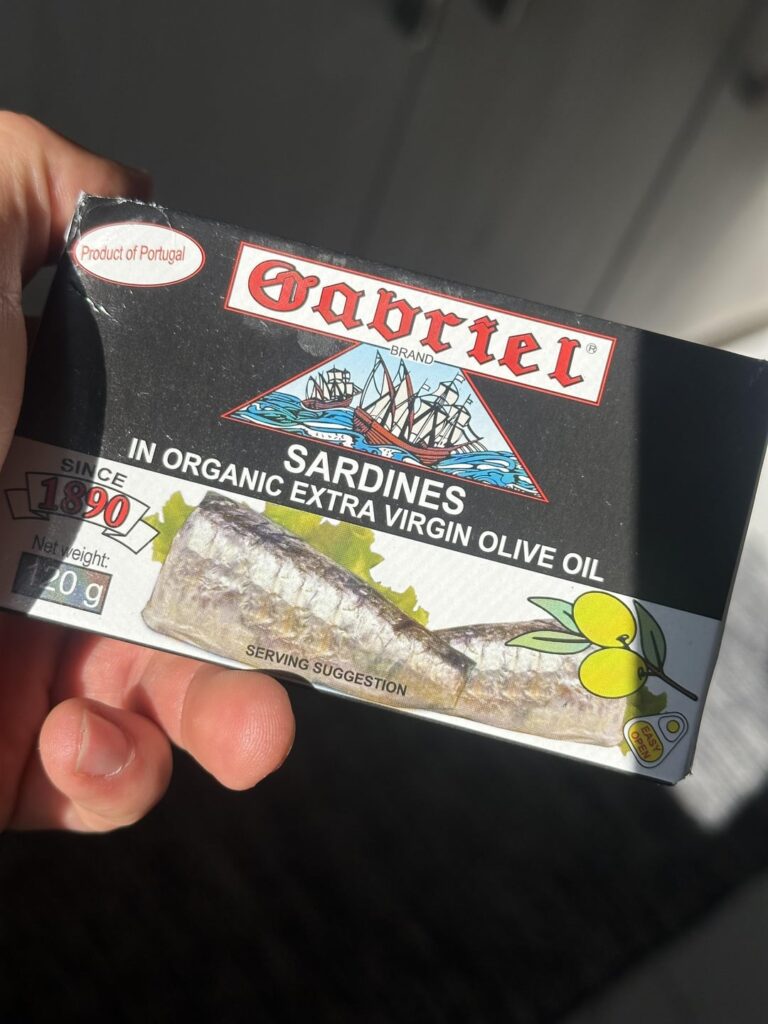 Product of Portugal
Gabriel®
BRAND
SARDINES
IN ORGANIC EXTRA VIRGIN OLIVE OIL
SINCE
1890
Net weight:
120 g
SERVING SUGGESTION
EASY
OPEN